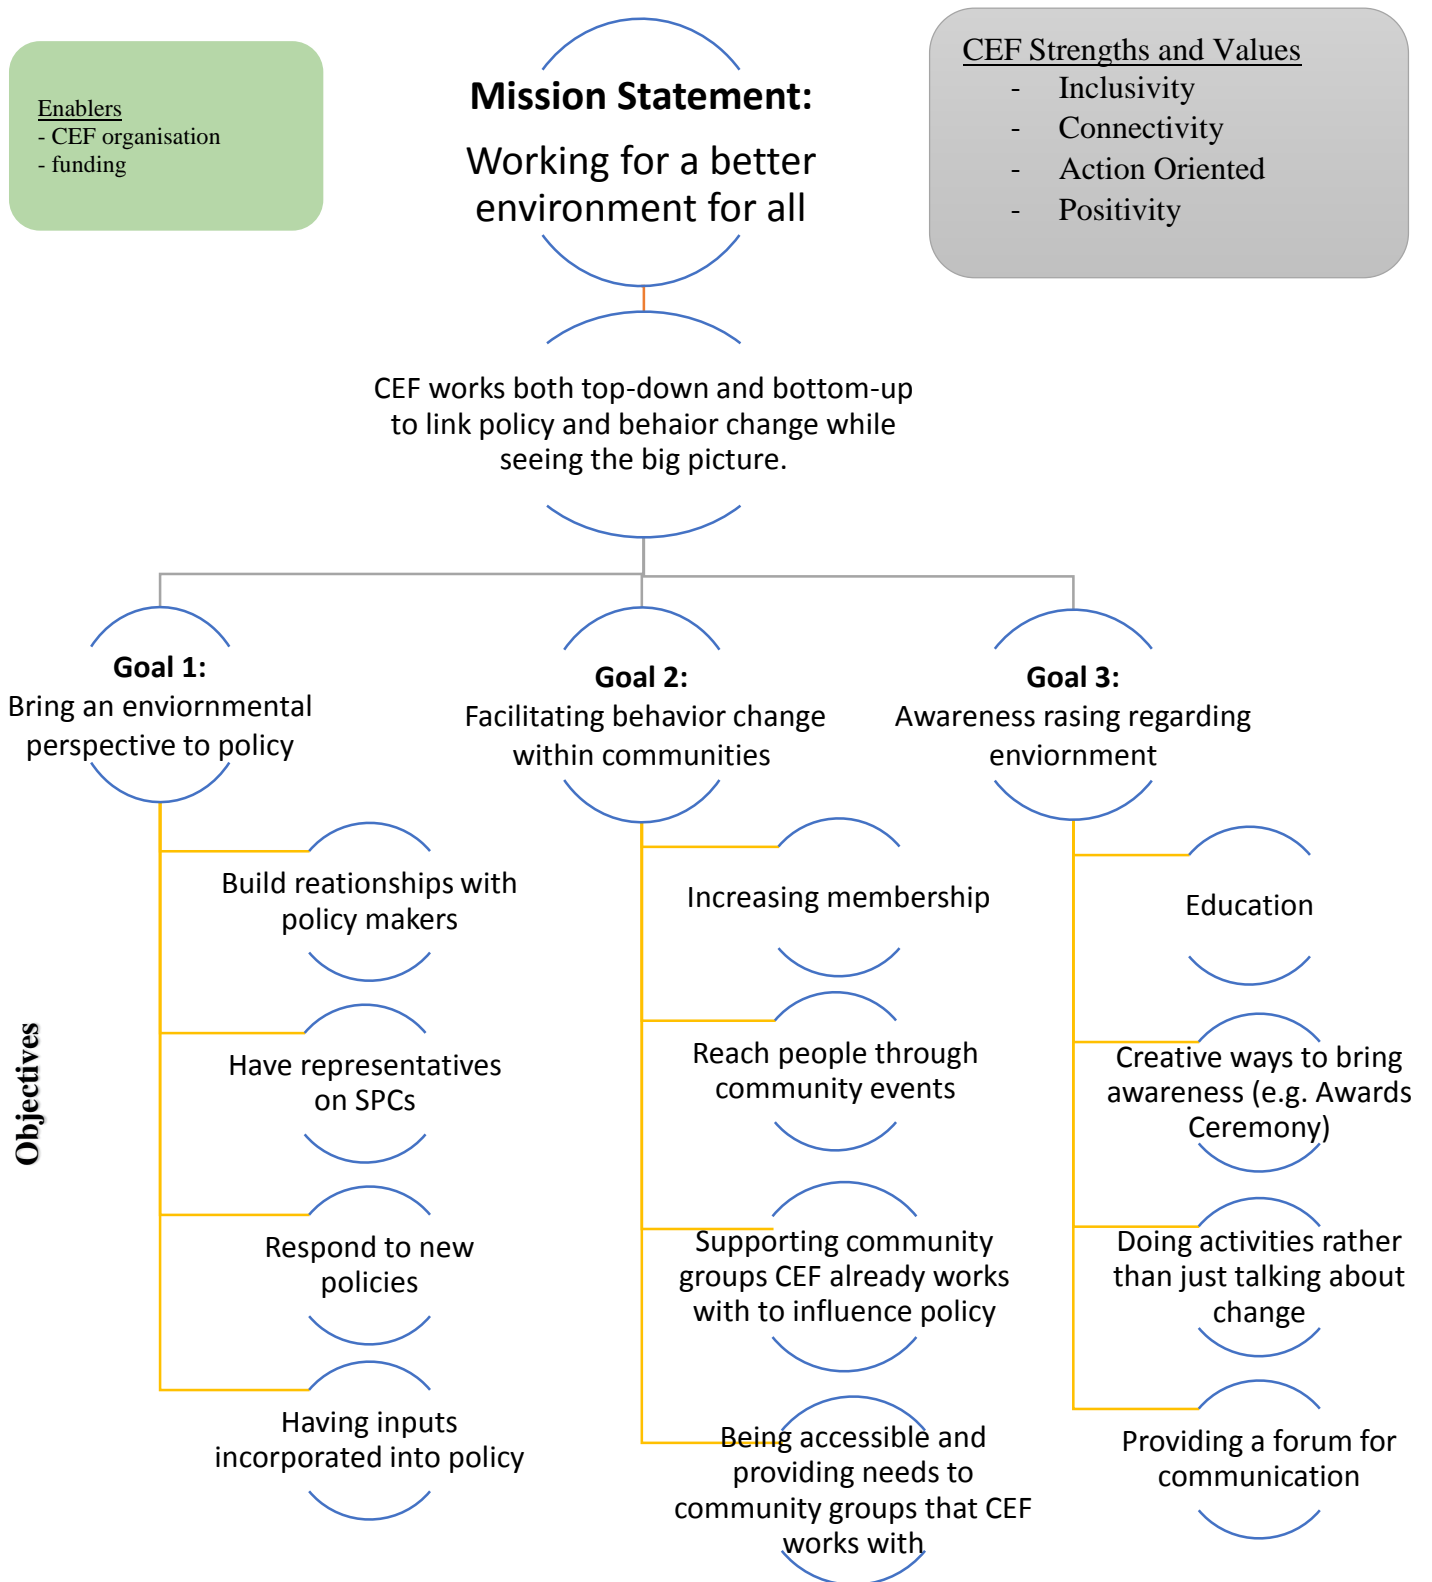 Enablers
- CEF organisation
- funding
Mission Statement:
Working for a better
environment for all
CEF Strengths and Values
- Inclusivity
- Connectivity
- Action Oriented
- Positivity
CEF works both top-down and bottom-up
to link policy and behaior change while
seeing the big picture.
Goal 1:
Bring an enviornmental
perspective to policy
Goal 2:
Facilitating behavior change
within communities
Goal 3:
Awareness rasing regarding
enviornment
Objectives
Build reationships with
policy makers
Have representatives
on SPCs
Respond to new
policies
Having inputs
incorporated into policy
Increasing membership
Reach people through
community events
Supporting community
groups CEF already works
with to influence policy
Being accessible and
providing needs to
community groups that CEF
works with
Education
Creative ways to bring
awareness (e.g. Awards
Ceremony)
Doing activities rather
than just talking about
change
Providing a forum for
communication